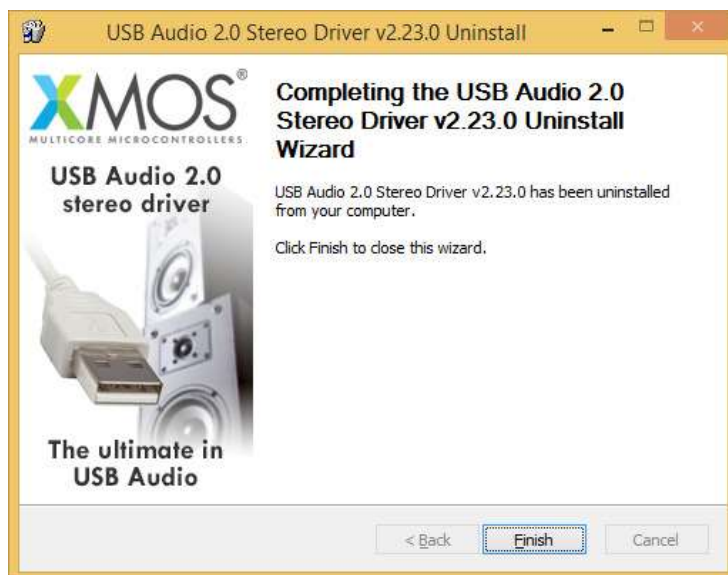 USB Audio 2.0 Stereo Driver v2.23.0 Uninstall
XMOS®
MULTICORE MICROCONTROLLERS
USB Audio 2.0
stereo driver
The ultimate in
USB Audio
Completing the USB Audio 2.0
Stereo Driver v2.23.0 Uninstall
Wizard
USB Audio 2.0 Stereo Driver v2.23.0 has been uninstalled
from your computer.
Click Finish to close this wizard.
< Back
Finish
Cancel